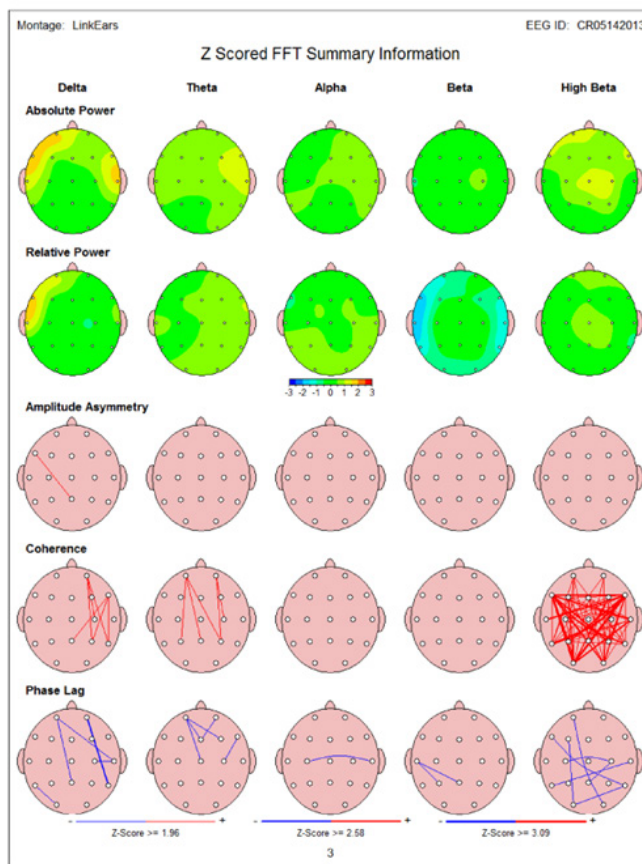 Montage: LinkEars EEG ID: CR05142013
Z Scored FFT Summary Information
Delta Theta Alpha Beta High Beta
Absolute Power
Relative Power
-3 -2 -1 0 1 2 3
Amplitude Asymmetry
Coherence
Phase Lag
- + - + - +
Z-Score >= 1.96 Z-Score >= 2.58 Z-Score >= 3.09
3